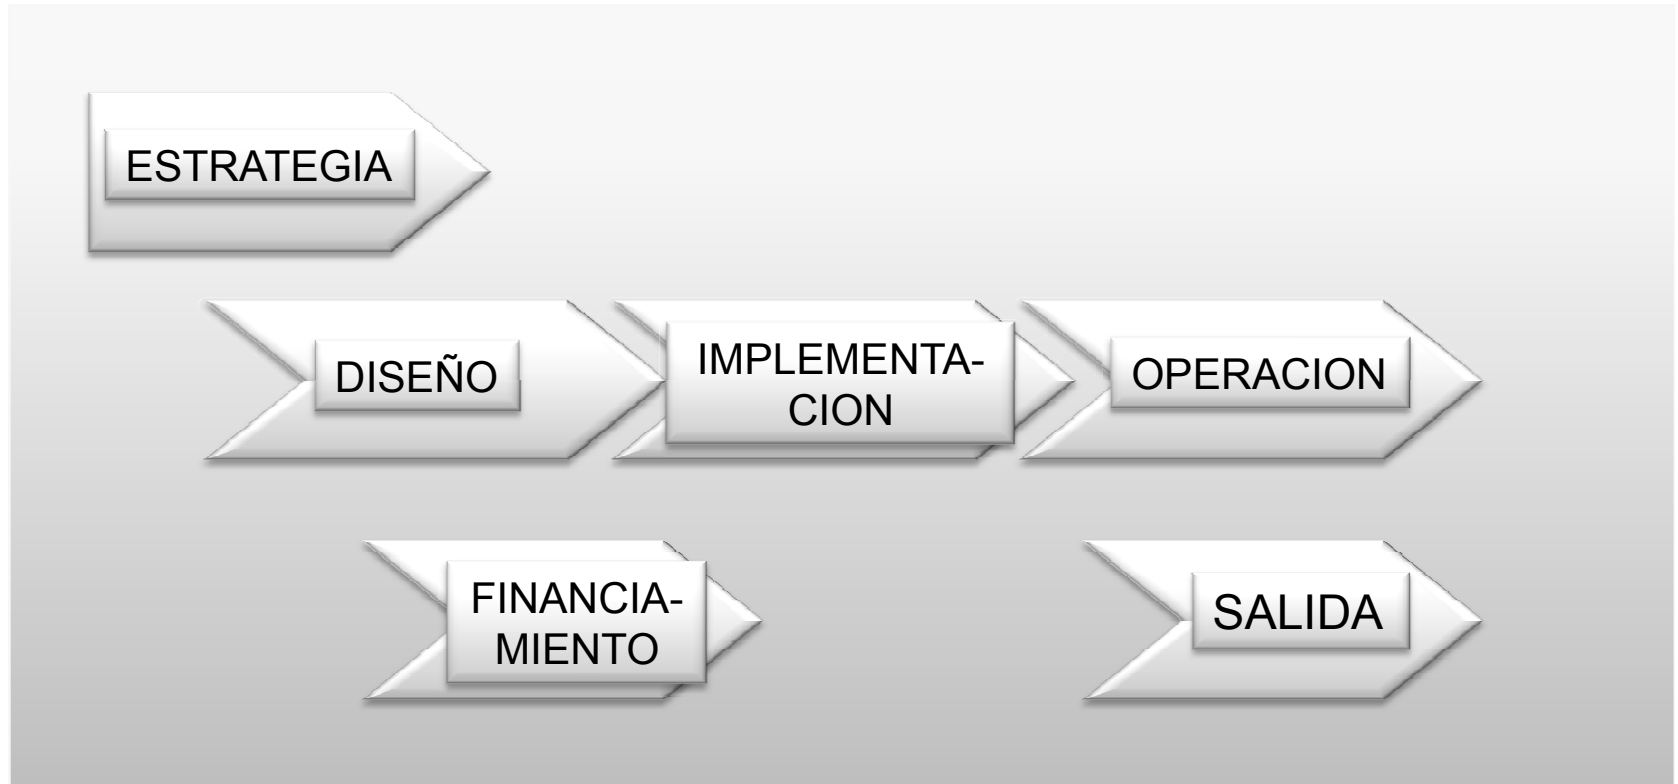 ESTRATEGIA
DISEÑO
IMPLEMENTA-
CION
OPERACION
FINANCIA-
MIENTO
SALIDA